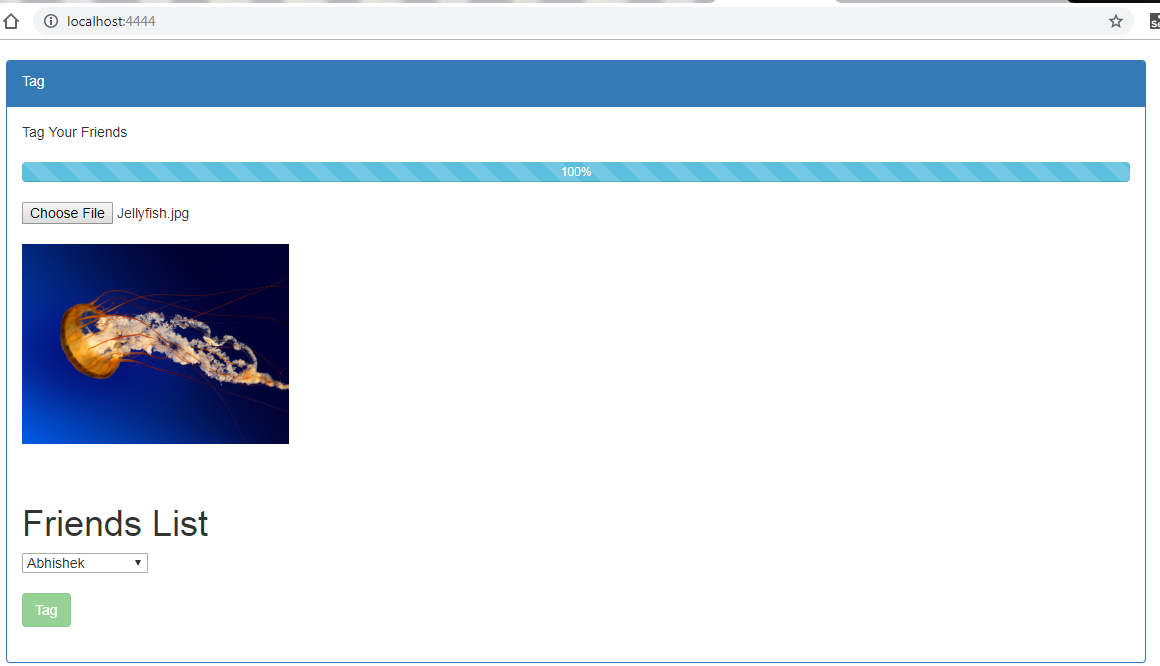 localhost:4444
Tag
Tag Your Friends
100%
Choose File Jellyfish.jpg
Friends List
Abhishek
Tag